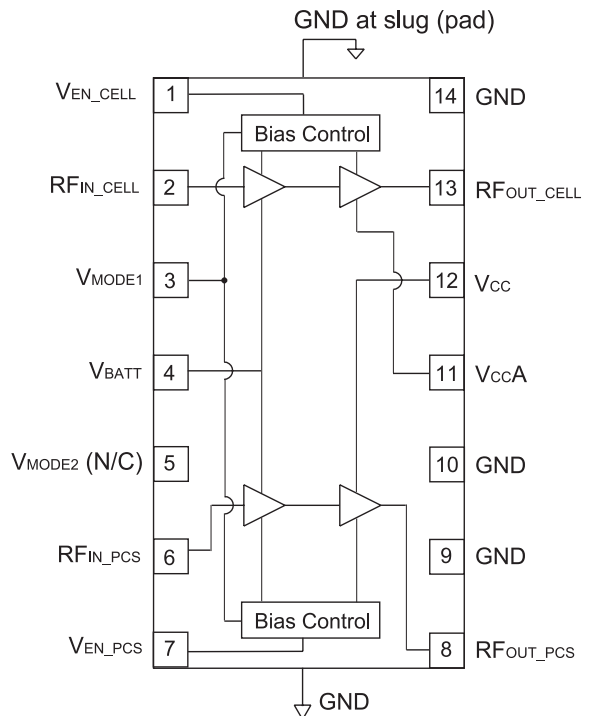 GND at slug (pad)
VEN_CELL 1
14 GND
Bias Control
RFIN_CELL 2
13 RFOUT_CELL
VMODE1 3
12 VCC
VBATT 4
11 VCCA
VMODE2 (N/C) 5
10 GND
RFIN_PCS 6
9 GND
Bias Control
VEN_PCS 7
8 RFOUT_PCS
GND